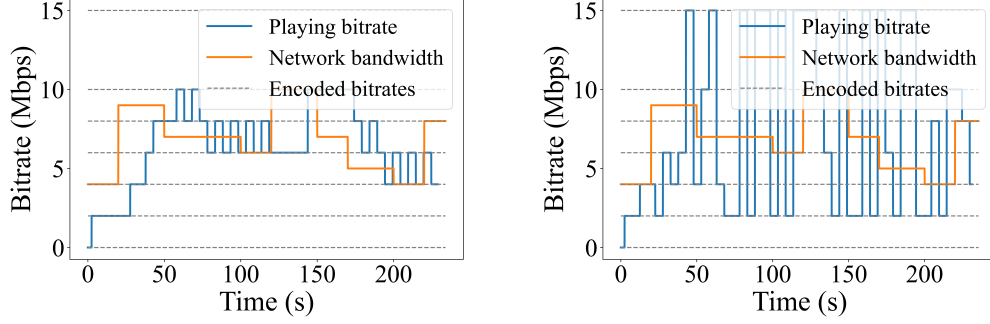 15
10
5
0
Bitrate (Mbps)
Playing bitrate
Network bandwidth
Encoded bitrates
0 50 100 150 200
Time (s)
15
10
5
0
Bitrate (Mbps)
Playing bitrate
Network bandwidth
Encoded bitrates
0 50 100 150 200
Time (s)